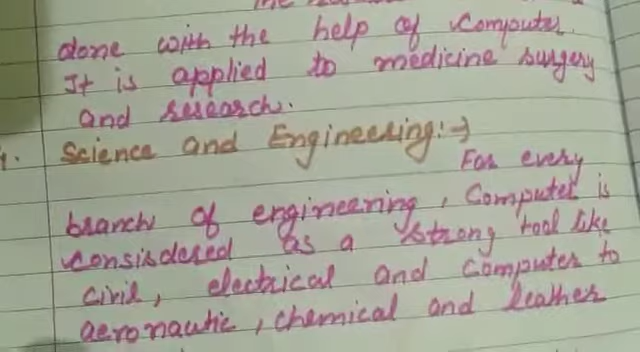 done with the help of computer.
It is applied to medicine surgery
and research.
Science and Engineering:→
For every
branch of engineering, Computer is
consisdered as a strong tool like
civil, electrical and computer to
aeronautic, chemical and leather